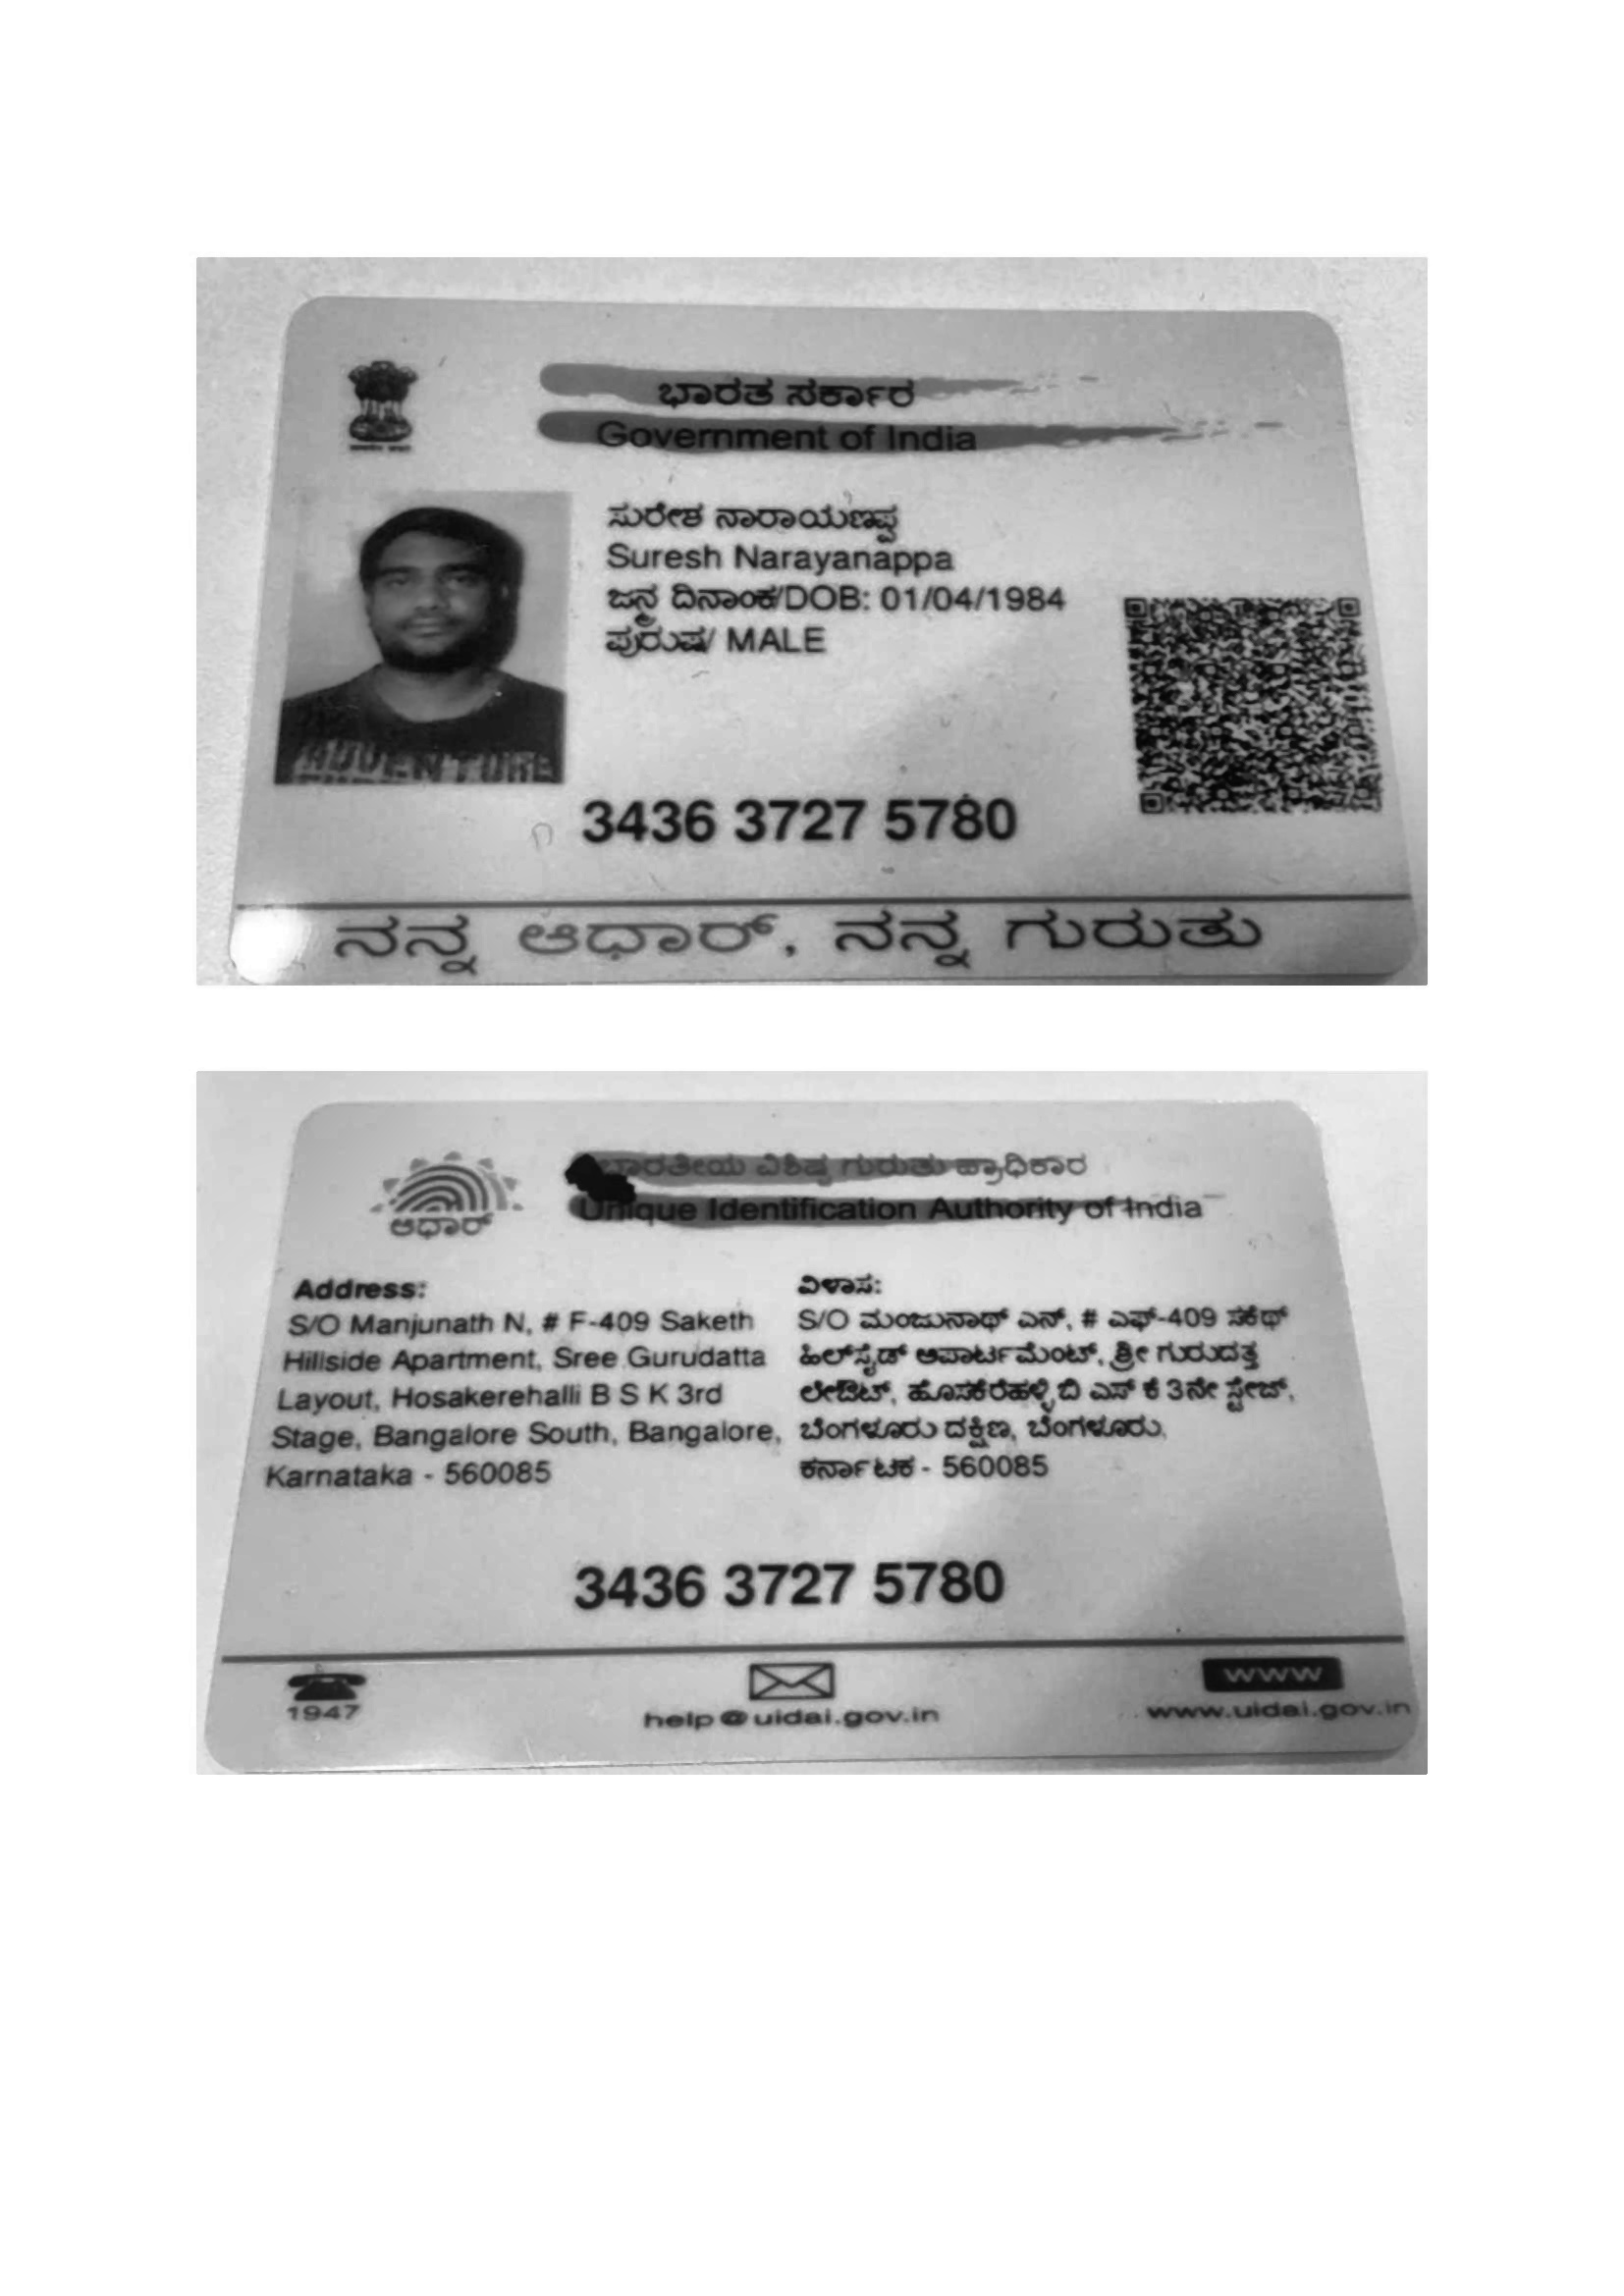 ಭಾರತ ಸರ್ಕಾರ
Government of India
ಸುರೇಶ ನಾರಾಯಣಪ್ಪ
Suresh Narayanappa
ಜನ್ಮ ದಿನಾಂಕ/DOB: 01/04/1984
ಪುರುಷ/ MALE
ADVENTURE
3436 3727 5780
ನನ್ನ ಆಧಾರ್, ನನ್ನ ಗುರುತು
ಆಧಾರ್
ಭಾರತೀಯ ವಿಶಿಷ್ಟ ಗುರುತು ಪ್ರಾಧಿಕಾರ
Unique Identification Authority of India
Address:
S/O Manjunath N, # F-409 Saketh
Hillside Apartment, Sree Gurudatta
Layout, Hosakerehalli B S K 3rd
Stage, Bangalore South, Bangalore,
Karnataka - 560085
ವಿಳಾಸ:
S/O ಮಂಜುನಾಥ್ ಎನ್, # ಎಫ್-409 ಸಕೆಥ್
ಹಿಲ್‌ಸೈಡ್ ಅಪಾರ್ಟಮೆಂಟ್, ಶ್ರೀ ಗುರುದತ್ತ
ಲೇಔಟ್, ಹೊಸಕೆರೆಹಳ್ಳಿ ಬಿ ಎಸ್ ಕೆ 3ನೇ ಸ್ಟೇಜ್,
ಬೆಂಗಳೂರು ದಕ್ಷಿಣ, ಬೆಂಗಳೂರು,
ಕರ್ನಾಟಕ - 560085
3436 3727 5780
1947
help@uidai.gov.in
www
www.uidai.gov.in